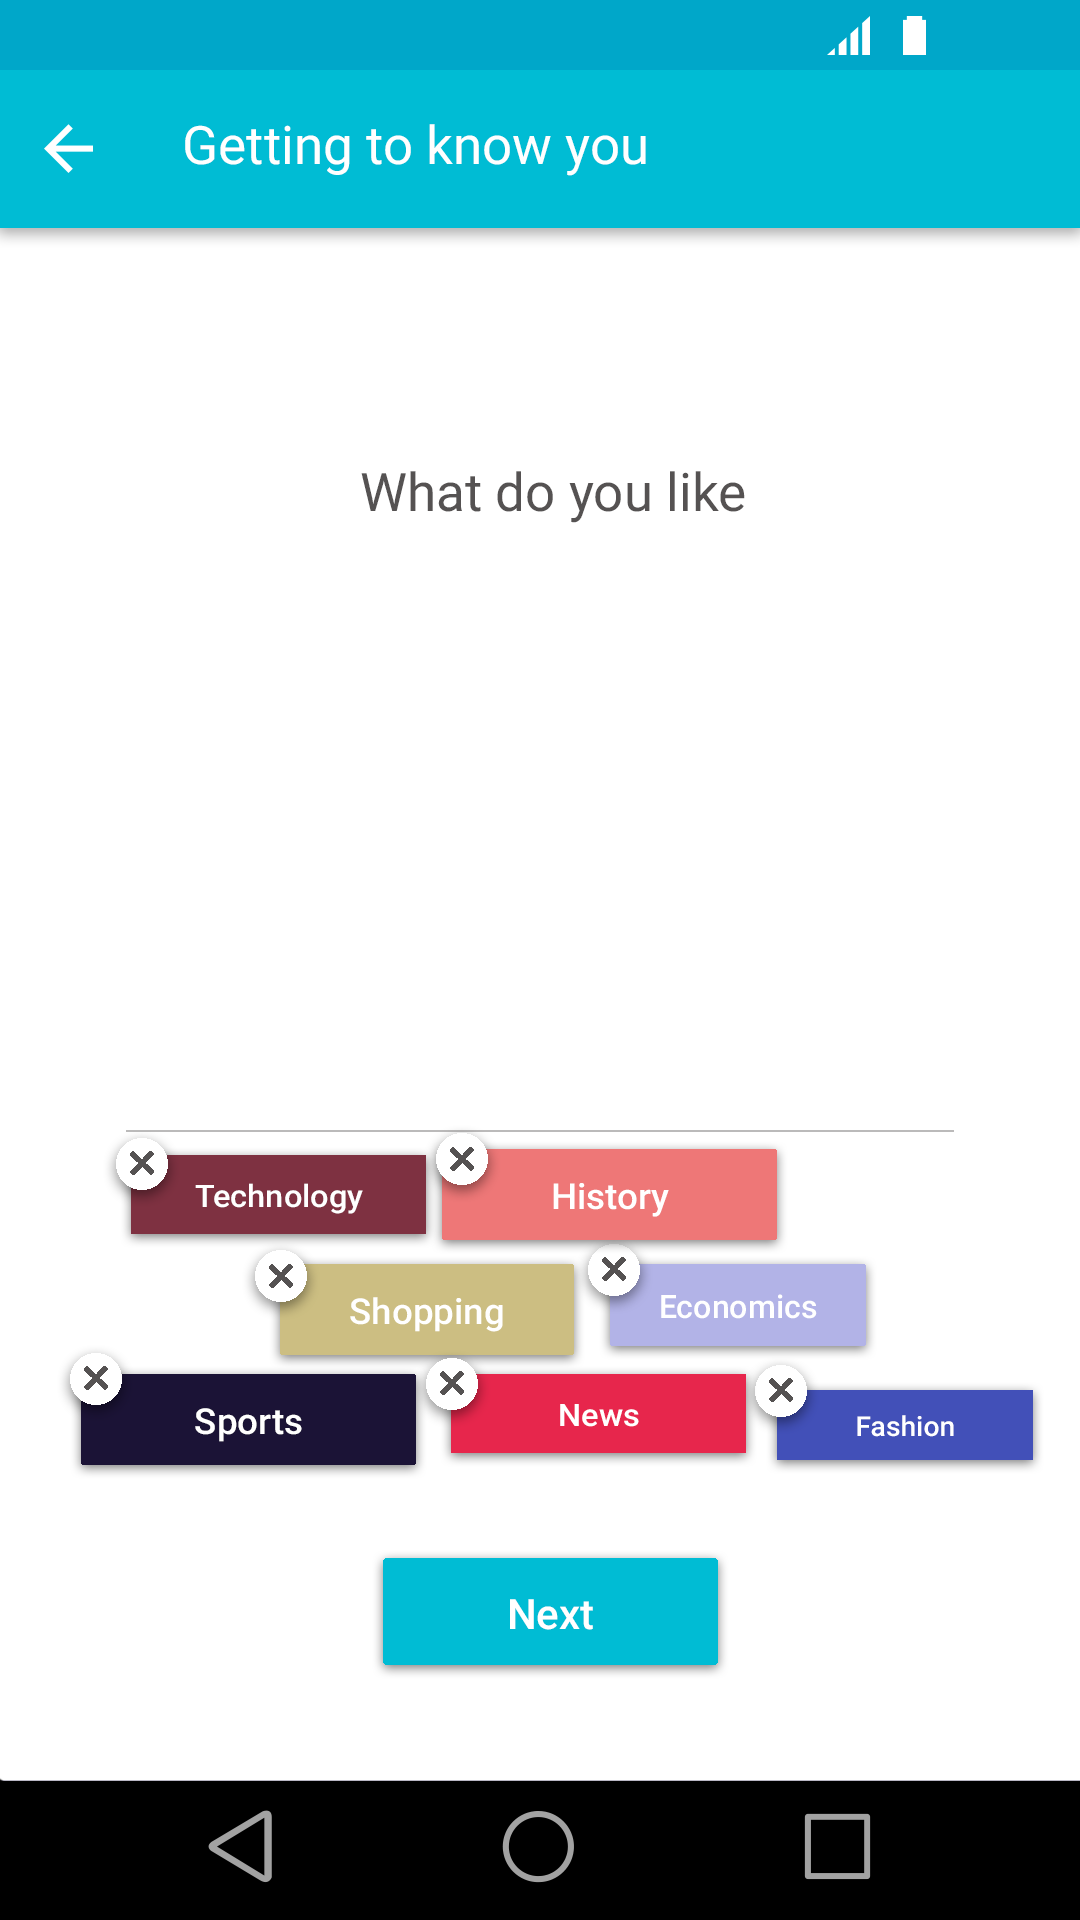 Getting to know you
What do you like
Technology
History
Shopping
Economics
Sports
News
Fashion
Next